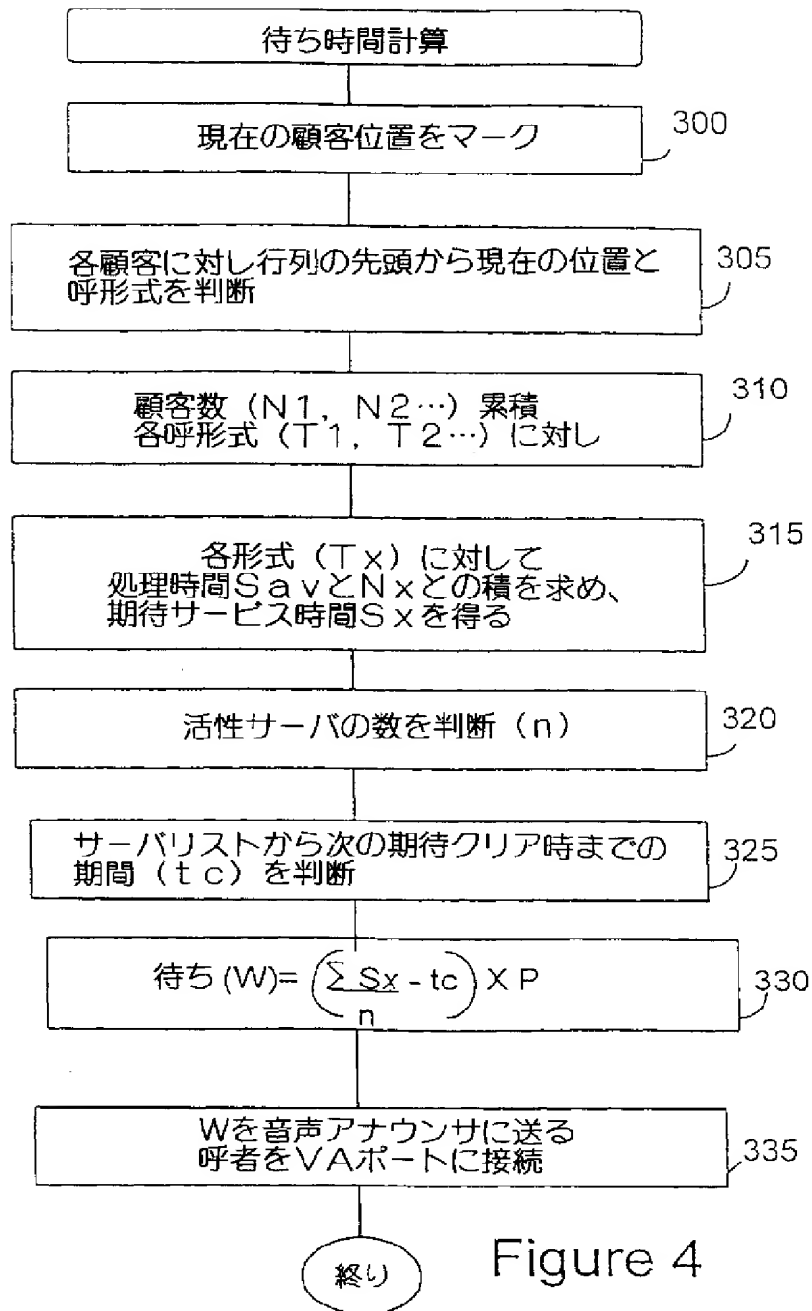 待ち時間計算
現在の顧客位置をマーク
300
各顧客に対し行列の先頭から現在の位置と
呼形式を判断
305
顧客数（N1，N2…）累積
各呼形式（T1，T2…）に対し
310
各形式（Tx）に対して
処理時間SavとNxとの積を求め、
期待サービス時間Sxを得る
315
活性サーバの数を判断（n）
320
サーバリストから次の期待クリア時までの
期間（tc）を判断
325
待ち(W)= (Σ Sx/n - tc) X P
330
Wを音声アナウンサに送る
呼者をVAポートに接続
335
終り
Figure 4